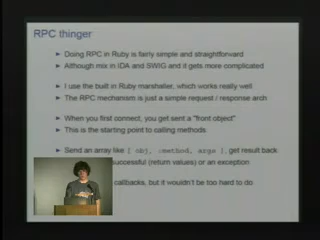 RPC thinger
Doing RPC in Ruby is fairly simple and straightforward
Although mix in IDA and SWIG and it gets more complicated
I use the built in Ruby marshaller, which works really well
The RPC mechanism is just a simple request / response arch
When you first connect, you get sent a "front object"
This is the starting point to calling methods
Send an array like [ obj, :method, args ], get result back
successful (return values) or an exception
callbacks, but it wouldn't be too hard to do